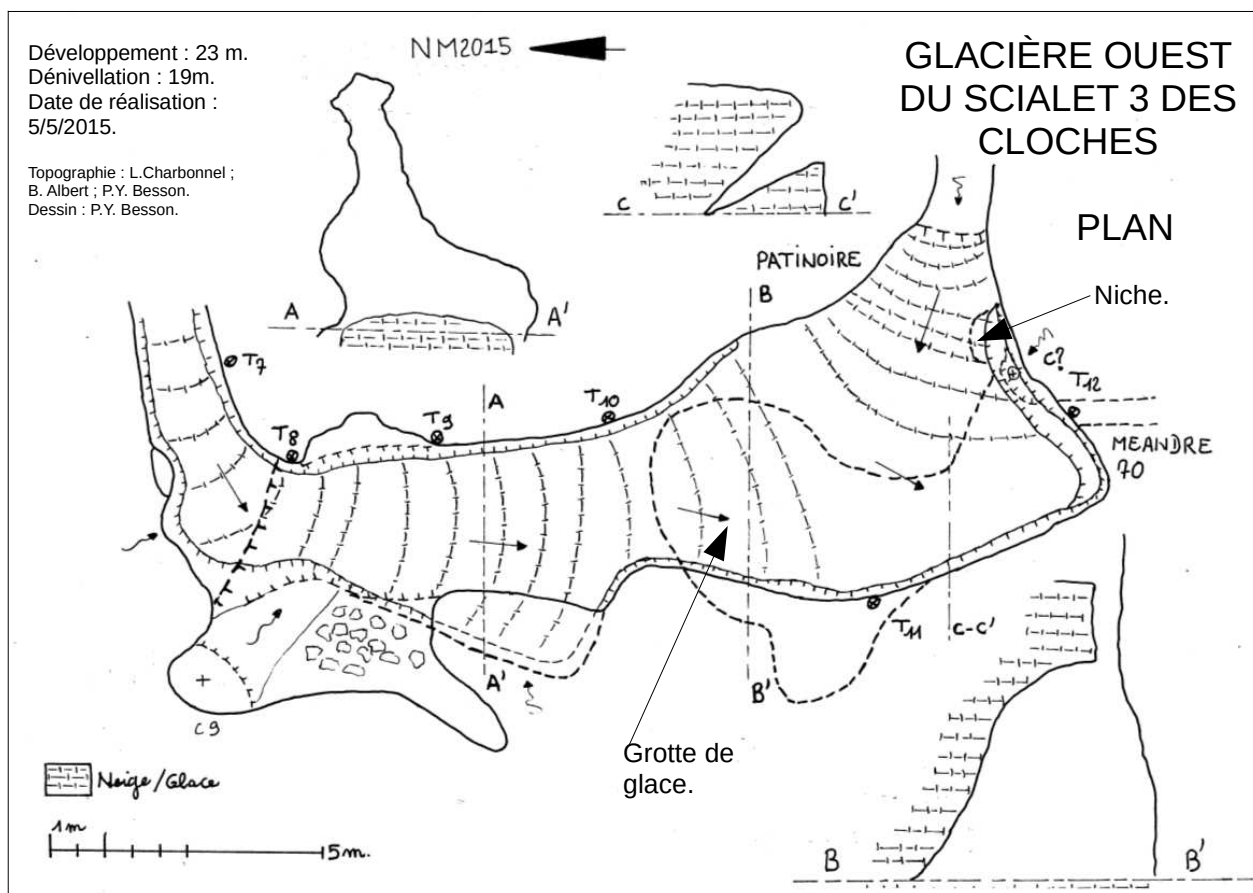 Développement : 23 m.
Dénivellation : 19m.
Date de réalisation :
5/5/2015.
Topographie : L.Charbonnel ;
B. Albert ; P.Y. Besson.
Dessin : P.Y. Besson.
NM2015
GLACIÈRE OUEST
DU SCIALET 3 DES
CLOCHES
PLAN
C C'
PATINOIRE
Niche.
A A'
B
C?
T7
T12
T10
A
T9
T8
MEANDRE
70
T11
C-C'
A'
B'
C9
Grotte de
glace.
Neige/Glace
1m
5m.
B B'